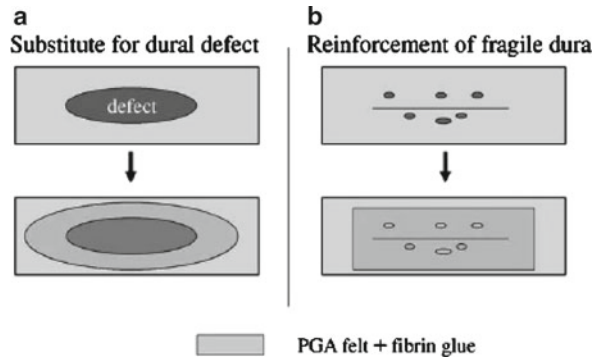 a
Substitute for dural defect
defect
b
Reinforcement of fragile dura
PGA felt + fibrin glue